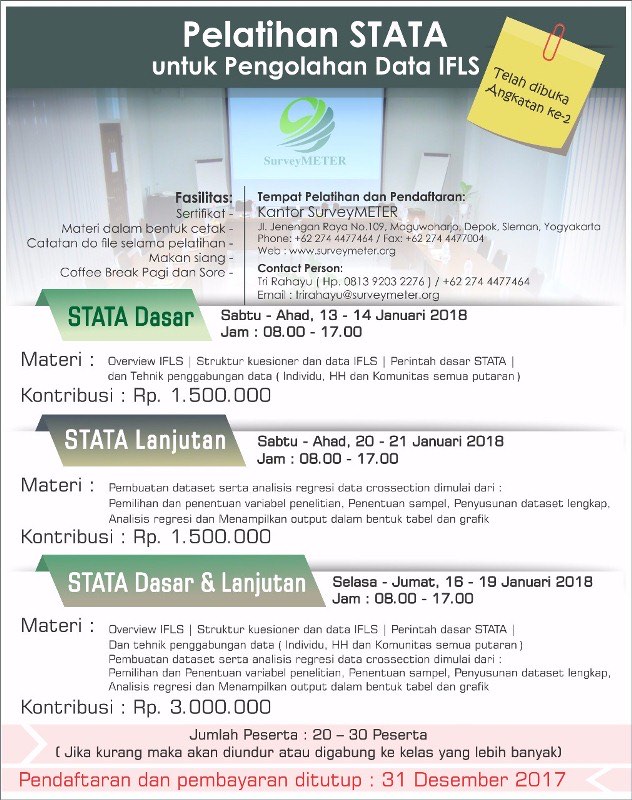 Pelatihan STATA
untuk Pengolahan Data IFLS
Telah dibuka
Angkatan ke-2
SurveyMETER
Fasilitas:
Sertifikat -
Materi dalam bentuk cetak -
Catatan do file selama pelatihan -
Makan siang -
Coffee Break Pagi dan Sore -
Tempat Pelatihan dan Pendaftaran:
Kantor SurveyMETER
Jl. Jenengan Raya No.109, Maguwoharjo, Depok, Sleman, Yogyakarta
Phone: +62 274 4477464 / Fax: +62 274 4477004
Web : www.surveymeter.org
Contact Person:
Tri Rahayu ( Hp. 0813 9203 2276 ) / +62 274 4477464
Email : trirahayu@surveymeter.org
STATA Dasar
Sabtu - Ahad, 13 - 14 Januari 2018
Jam : 08.00 - 17.00
Materi : Overview IFLS | Struktur kuesioner dan data IFLS | Perintah dasar STATA |
dan Tehnik penggabungan data ( Individu, HH dan Komunitas semua putaran )
Kontribusi : Rp. 1.500.000
STATA Lanjutan
Sabtu - Ahad, 20 - 21 Januari 2018
Jam : 08.00 - 17.00
Materi : Pembuatan dataset serta analisis regresi data crossection dimulai dari :
Pemilihan dan penentuan variabel penelitian, Penentuan sampel, Penyusunan dataset lengkap,
Analisis regresi dan Menampilkan output dalam bentuk tabel dan grafik
Kontribusi : Rp. 1.500.000
STATA Dasar & Lanjutan
Selasa - Jumat, 16 - 19 Januari 2018
Jam : 08.00 - 17.00
Materi : Overview IFLS | Struktur kuesioner dan data IFLS | Perintah dasar STATA |
Dan tehnik penggabungan data ( Individu, HH dan Komunitas semua putaran )
Pembuatan dataset serta analisis regresi data crossection dimulai dari :
Pemilihan dan Penentuan variabel penelitian, Penentuan sampel, Penyusunan dataset lengkap,
Analisis regresi dan Menampilkan output dalam bentuk tabel dan grafik
Kontribusi : Rp. 3.000.000
Jumlah Peserta : 20 – 30 Peserta
( Jika kurang maka akan diundur atau digabung ke kelas yang lebih banyak)
Pendaftaran dan pembayaran ditutup : 31 Desember 2017